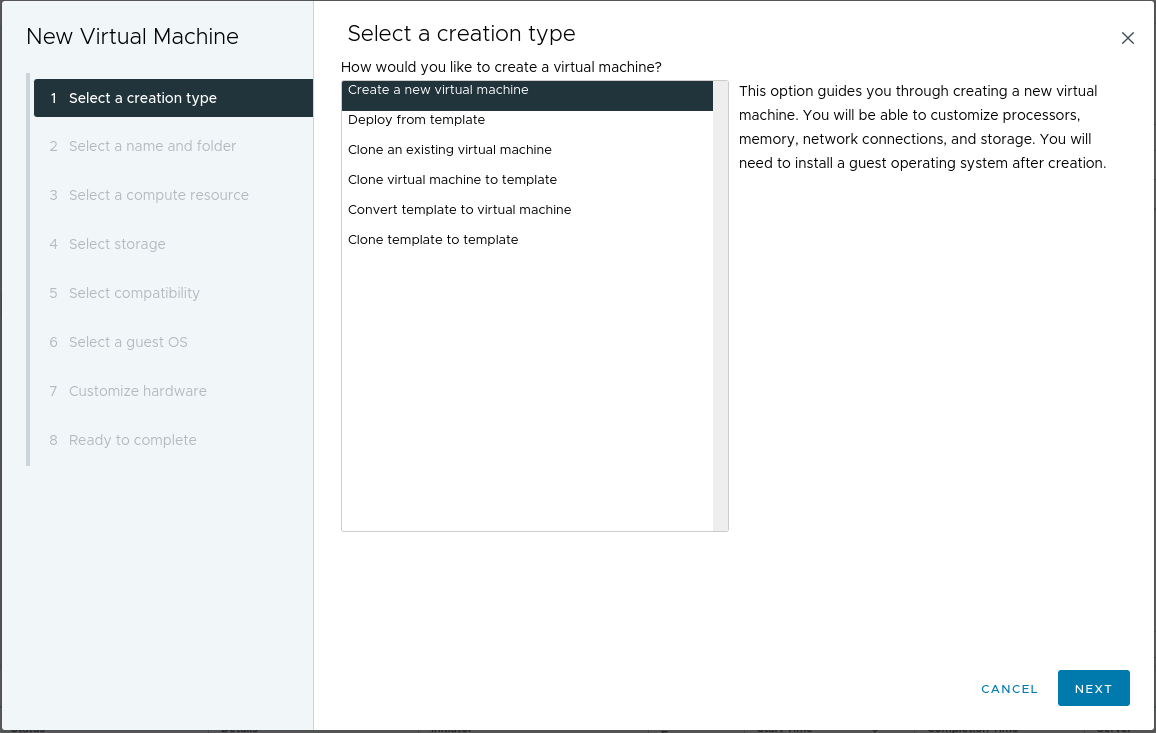 New Virtual Machine
1 Select a creation type
2 Select a name and folder
3 Select a compute resource
4 Select storage
5 Select compatibility
6 Select a guest OS
7 Customize hardware
8 Ready to complete
Select a creation type
How would you like to create a virtual machine?
Create a new virtual machine
Deploy from template
Clone an existing virtual machine
Clone virtual machine to template
Convert template to virtual machine
Clone template to template
This option guides you through creating a new virtual
machine. You will be able to customize processors,
memory, network connections, and storage. You will
need to install a guest operating system after creation.
CANCEL
NEXT